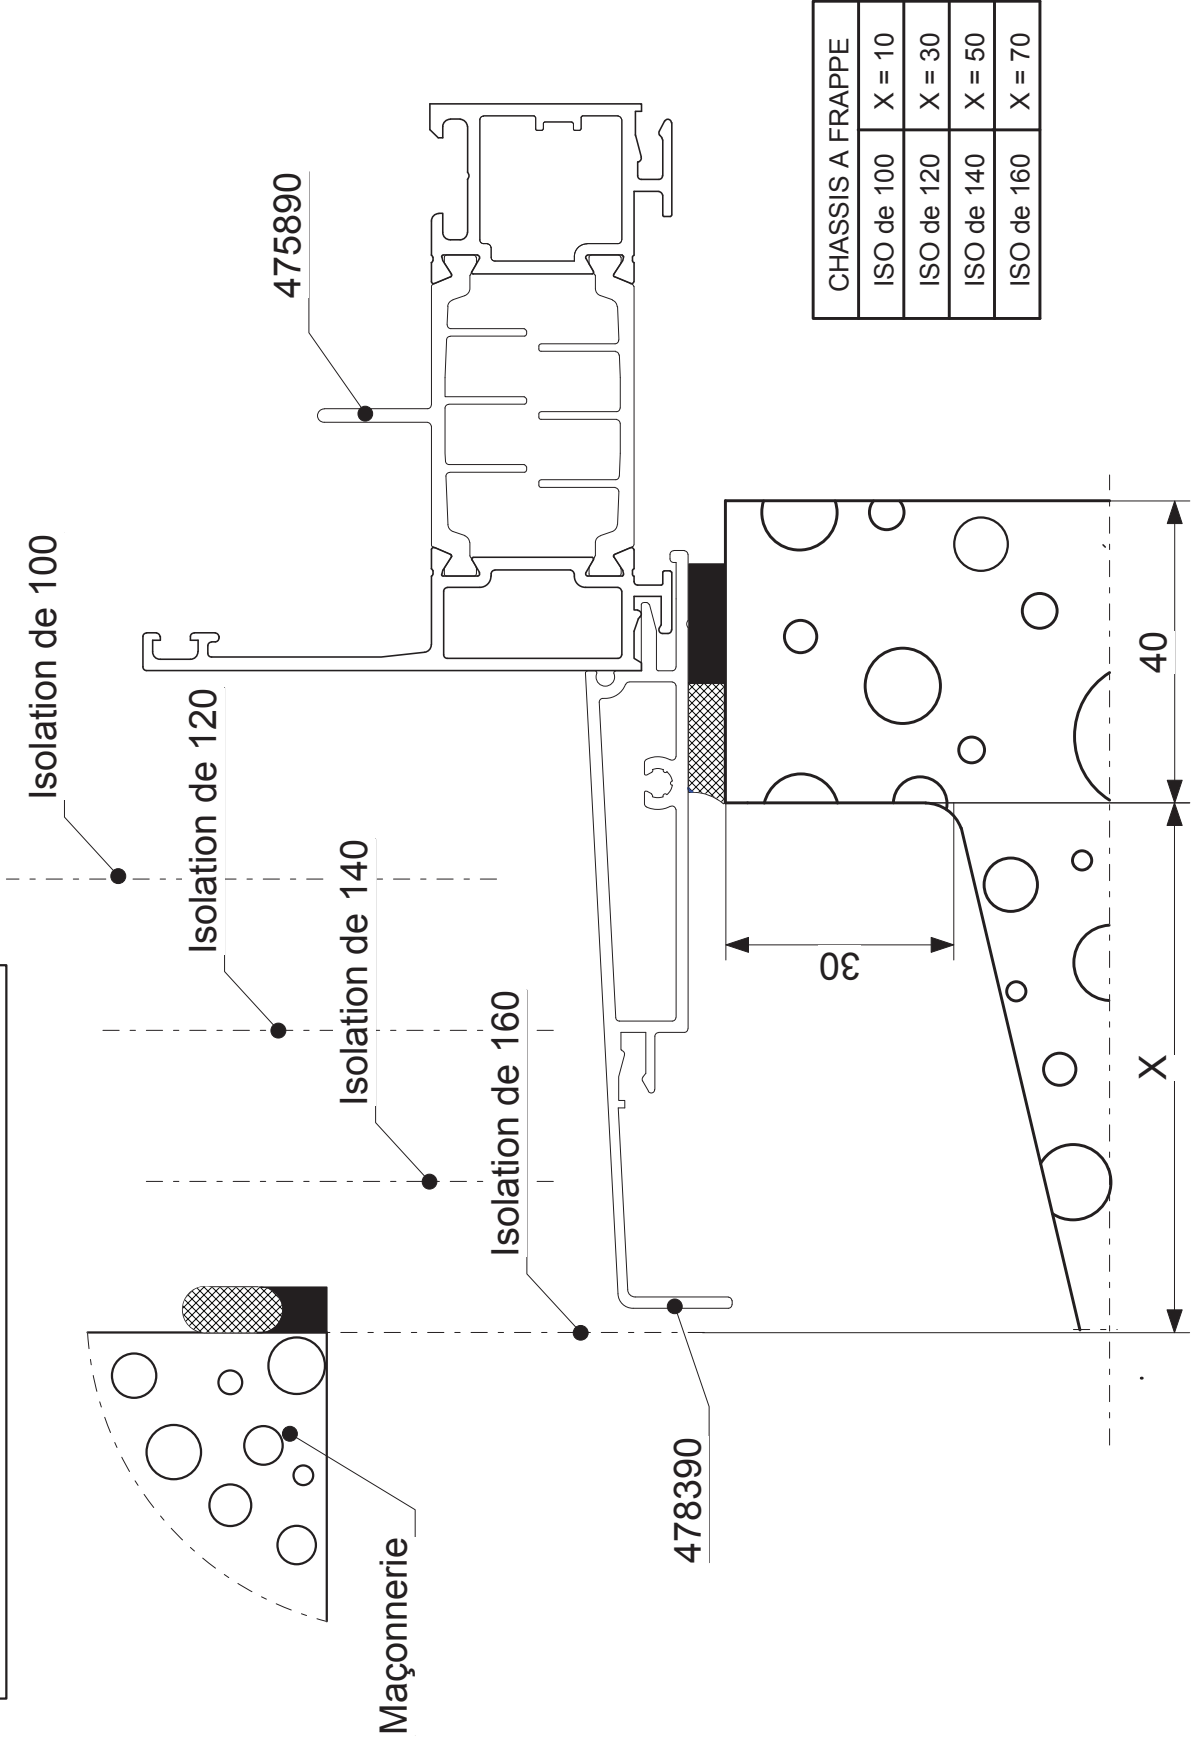 Isolation de 100
Isolation de 120
Isolation de 140
Isolation de 160
475890
478390
Maçonnerie
30
40
X
CHASSIS A FRAPPE
ISO de 100 X = 10
ISO de 120 X = 30
ISO de 140 X = 50
ISO de 160 X = 70